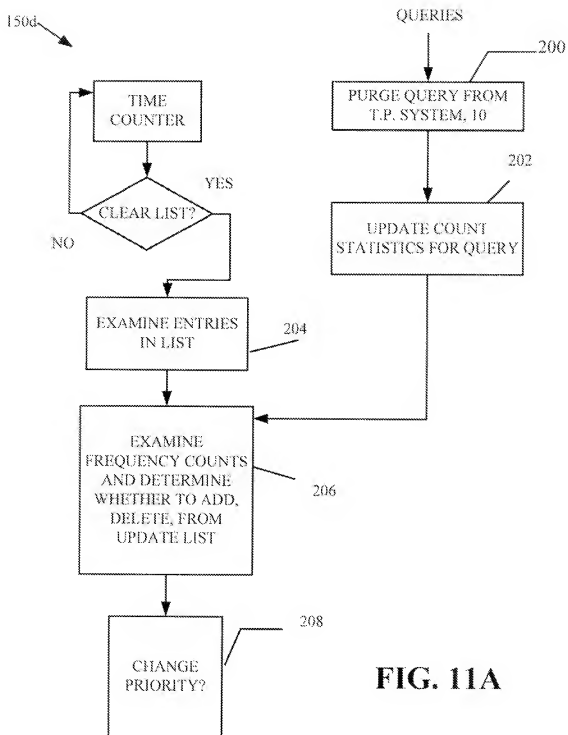 150d
QUERIES
200
TIME
COUNTER
PURGE QUERY FROM
T.P. SYSTEM, 10
YES
202
CLEAR LIST?
NO
UPDATE COUNT
STATISTICS FOR QUERY
EXAMINE ENTRIES
IN LIST
204
EXAMINE
FREQUENCY COUNTS
AND DETERMINE
WHETHER TO ADD,
DELETE, FROM
UPDATE LIST
206
208
CHANGE
PRIORITY?
FIG. 11A